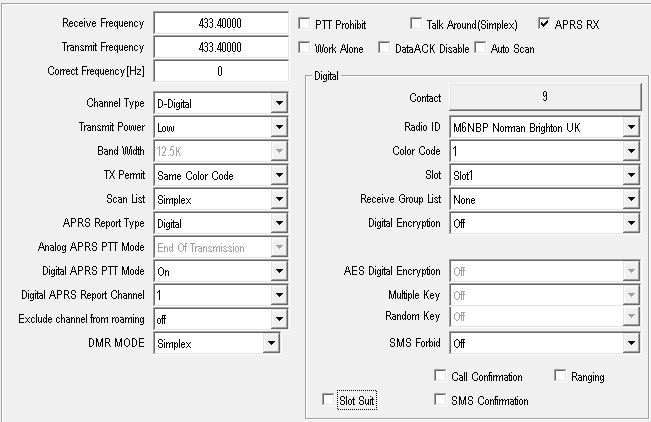 Receive Frequency 433.40000 PTT Prohibit Talk Around(Simplex) APRS RX
Transmit Frequency 433.40000 Work Alone DataACK Disable Auto Scan
Correct Frequency[Hz] 0
Digital
Channel Type D-Digital
Contact 9
Transmit Power Low
Radio ID M6NBP Norman Brighton UK
Band Width 12.5K
Color Code 1
TX Permit Same Color Code
Slot Slot1
Scan List Simplex
Receive Group List None
APRS Report Type Digital
Digital Encryption Off
Analog APRS PTT Mode End Of Transmission
Digital APRS PTT Mode On
AES Digital Encryption Off
Digital APRS Report Channel 1
Multiple Key Off
Exclude channel from roaming off
Random Key Off
DMR MODE Simplex
SMS Forbid Off
Call Confirmation Ranging
Slot Suit SMS Confirmation